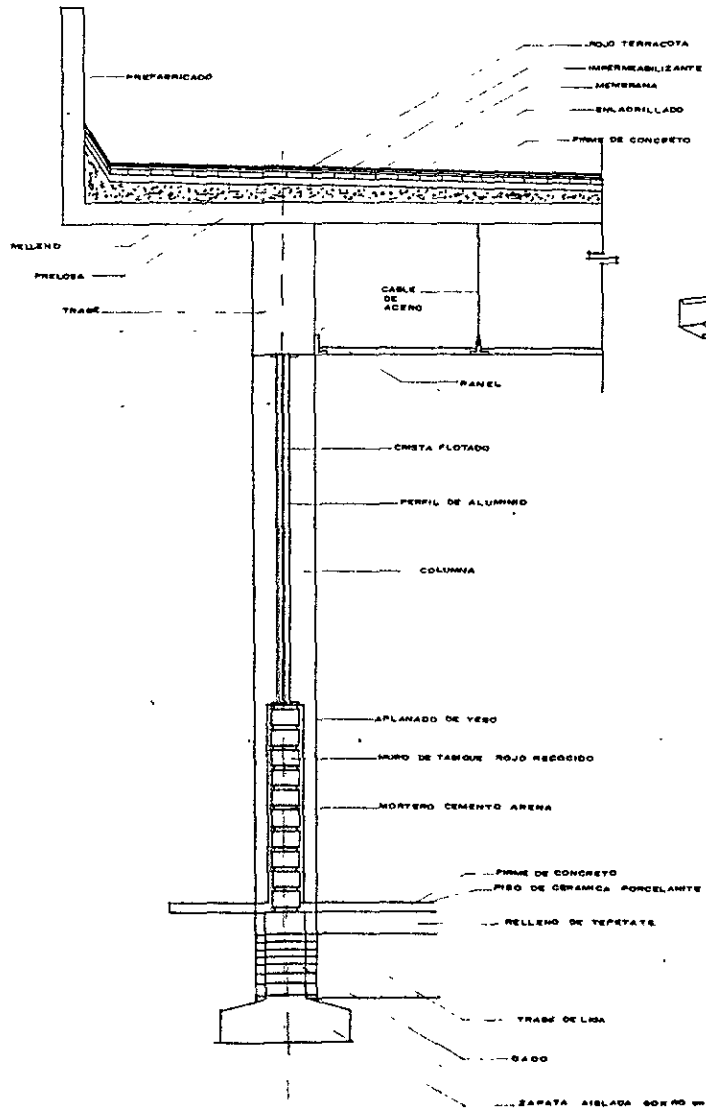 ROJO TERRACOTA
IMPERMEABILIZANTE
PREFABRICADO
MEMBRANA
ENLADRILLADO
FIRME DE CONCRETO
RELLENO
PRELOSA
TRABE
CABLE
DE
ACERO
PANEL
CRISTA FLOTADO
PERFIL DE ALUMINIO
COLUMNA
APLANADO DE YESO
MURO DE TABIQUE ROJO RECOCIDO
MORTERO CEMENTO ARENA
FIRME DE CONCRETO
PISO DE CERAMICA PORCELANITE
RELLENO DE TEPETATE
TRABE DE LIGA
DADO
ZAPATA AISLADA